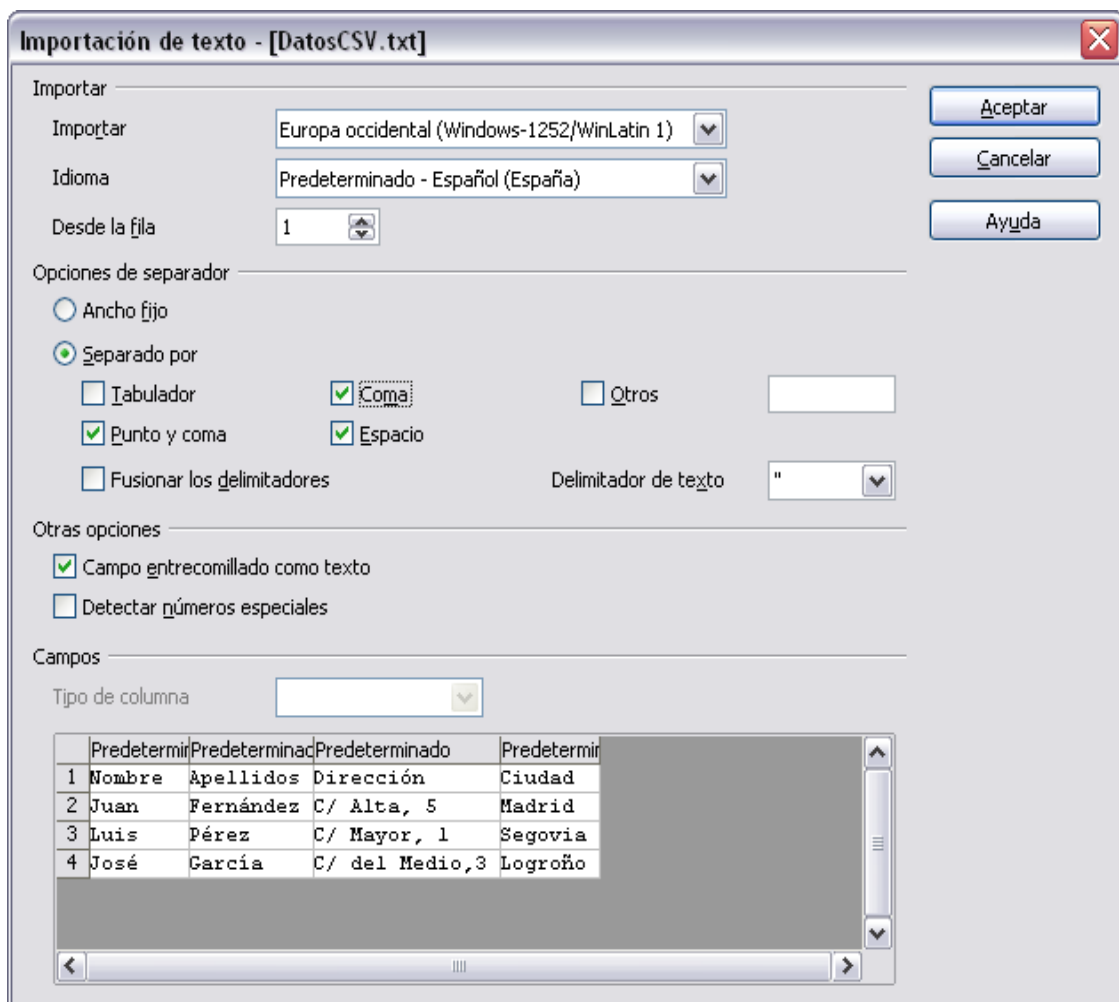 Importación de texto - [DatosCSV.txt]
Importar
Aceptar
Importar Europa occidental (Windows-1252/WinLatin 1)
Cancelar
Idioma Predeterminado - Español (España)
Desde la fila 1
Ayuda
Opciones de separador
Ancho fijo
Separado por
Tabulador Coma Otros
Punto y coma Espacio
Fusionar los delimitadores Delimitador de texto "
Otras opciones
Campo entrecomillado como texto
Detectar números especiales
Campos
Tipo de columna
Predetermir Predeterminac Predeterminado Predetermir
1 Nombre Apellidos Dirección Ciudad
2 Juan Fernández C/ Alta, 5 Madrid
3 Luis Pérez C/ Mayor, 1 Segovia
4 José García C/ del Medio,3 Logroño